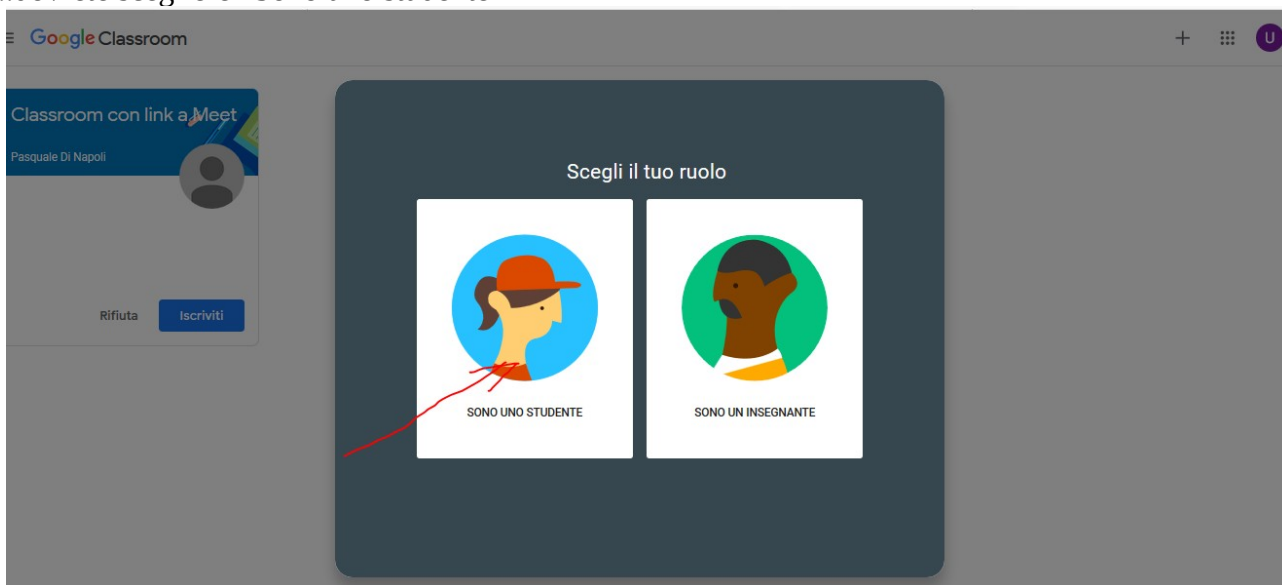 Google Classroom
U
Classroom con link a Meet
Pasquale Di Napoli
Rifiuta
Iscriviti
Scegli il tuo ruolo
SONO UNO STUDENTE
SONO UN INSEGNANTE